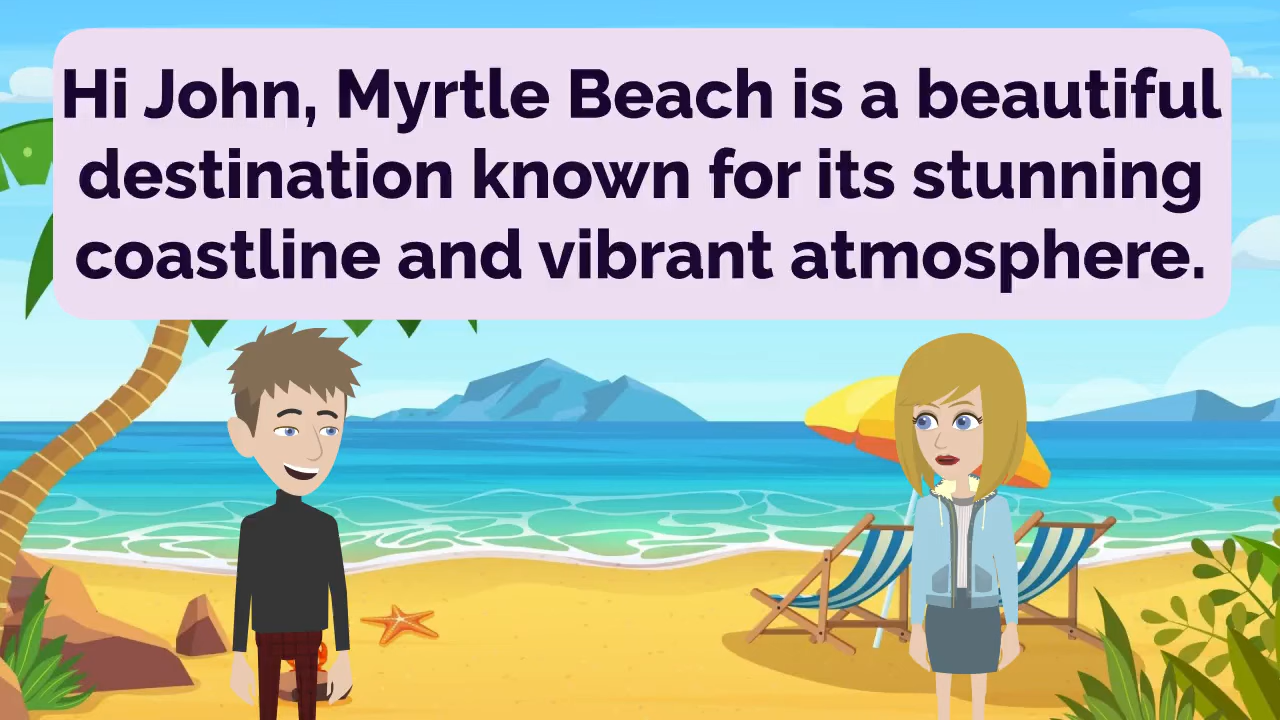 Hi John, Myrtle Beach is a beautiful
destination known for its stunning
coastline and vibrant atmosphere.